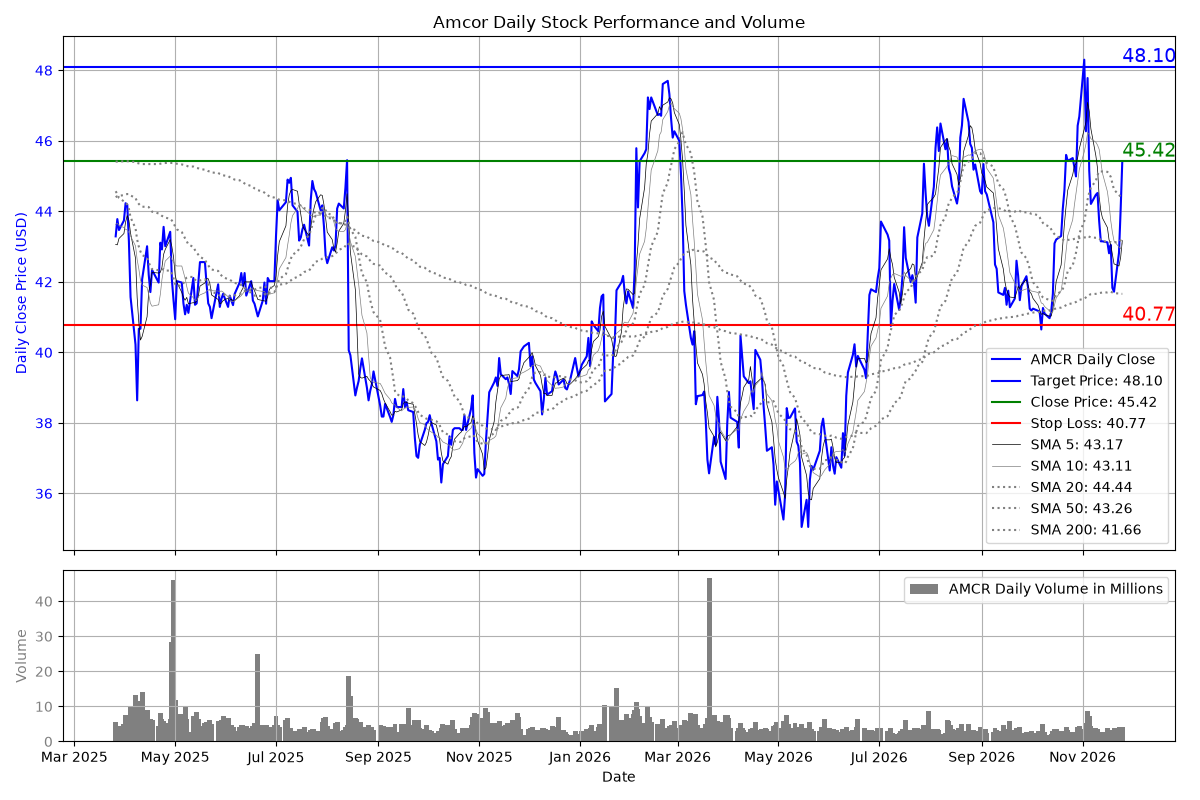 Amcor Daily Stock Performance and Volume
Daily Close Price (USD)
48
46
44
42
40
38
36
48.10
45.42
40.77
AMCR Daily Close
Target Price: 48.10
Close Price: 45.42
Stop Loss: 40.77
SMA 5: 43.17
SMA 10: 43.11
SMA 20: 44.44
SMA 50: 43.26
SMA 200: 41.66
Volume
40
30
20
10
0
AMCR Daily Volume in Millions
Mar 2025
May 2025
Jul 2025
Sep 2025
Nov 2025
Jan 2026
Mar 2026
May 2026
Jul 2026
Sep 2026
Nov 2026
Date